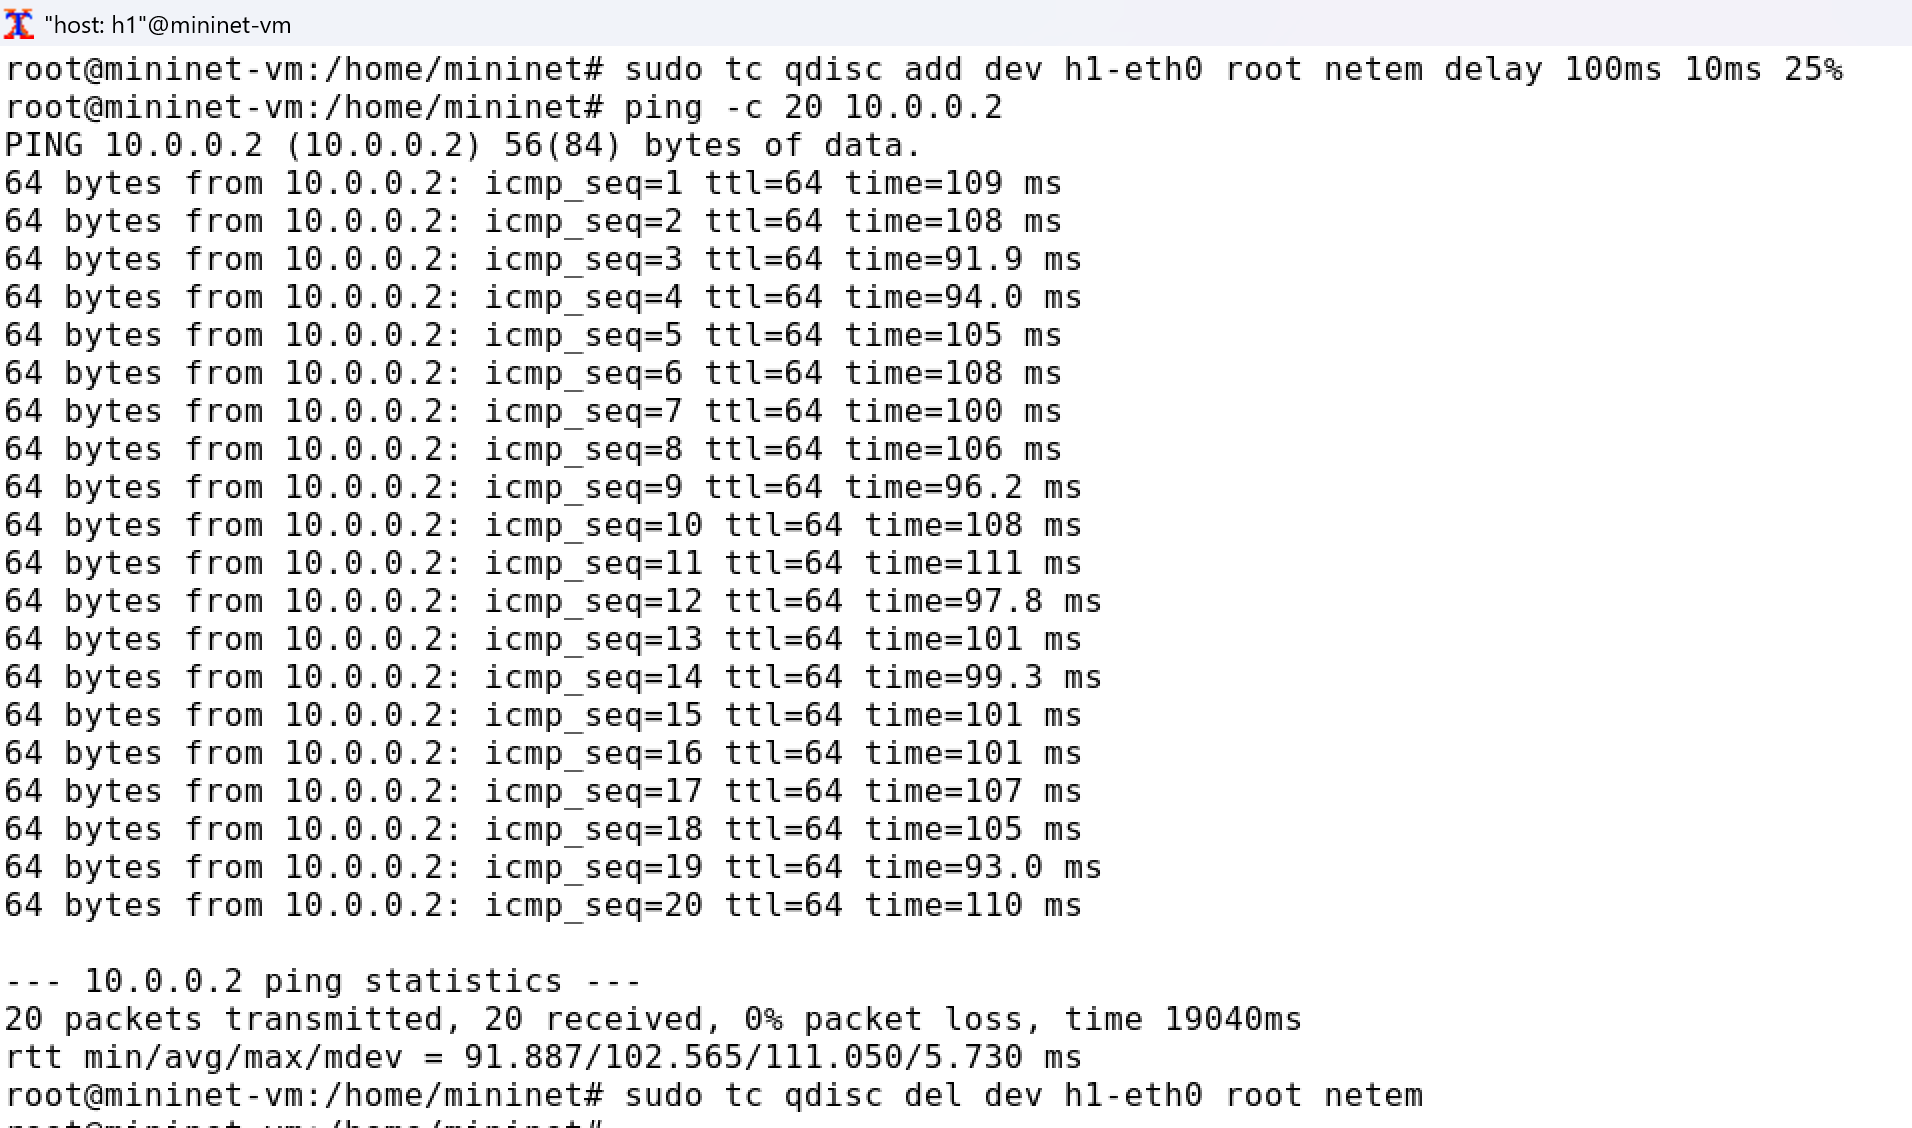 "host: h1"@mininet-vm
root@mininet-vm:/home/mininet# sudo tc qdisc add dev h1-eth0 root netem delay 100ms 10ms 25%
root@mininet-vm:/home/mininet# ping -c 20 10.0.0.2
PING 10.0.0.2 (10.0.0.2) 56(84) bytes of data.
64 bytes from 10.0.0.2: icmp_seq=1 ttl=64 time=109 ms
64 bytes from 10.0.0.2: icmp_seq=2 ttl=64 time=108 ms
64 bytes from 10.0.0.2: icmp_seq=3 ttl=64 time=91.9 ms
64 bytes from 10.0.0.2: icmp_seq=4 ttl=64 time=94.0 ms
64 bytes from 10.0.0.2: icmp_seq=5 ttl=64 time=105 ms
64 bytes from 10.0.0.2: icmp_seq=6 ttl=64 time=108 ms
64 bytes from 10.0.0.2: icmp_seq=7 ttl=64 time=100 ms
64 bytes from 10.0.0.2: icmp_seq=8 ttl=64 time=106 ms
64 bytes from 10.0.0.2: icmp_seq=9 ttl=64 time=96.2 ms
64 bytes from 10.0.0.2: icmp_seq=10 ttl=64 time=108 ms
64 bytes from 10.0.0.2: icmp_seq=11 ttl=64 time=111 ms
64 bytes from 10.0.0.2: icmp_seq=12 ttl=64 time=97.8 ms
64 bytes from 10.0.0.2: icmp_seq=13 ttl=64 time=101 ms
64 bytes from 10.0.0.2: icmp_seq=14 ttl=64 time=99.3 ms
64 bytes from 10.0.0.2: icmp_seq=15 ttl=64 time=101 ms
64 bytes from 10.0.0.2: icmp_seq=16 ttl=64 time=101 ms
64 bytes from 10.0.0.2: icmp_seq=17 ttl=64 time=107 ms
64 bytes from 10.0.0.2: icmp_seq=18 ttl=64 time=105 ms
64 bytes from 10.0.0.2: icmp_seq=19 ttl=64 time=93.0 ms
64 bytes from 10.0.0.2: icmp_seq=20 ttl=64 time=110 ms
--- 10.0.0.2 ping statistics ---
20 packets transmitted, 20 received, 0% packet loss, time 19040ms
rtt min/avg/max/mdev = 91.887/102.565/111.050/5.730 ms
root@mininet-vm:/home/mininet# sudo tc qdisc del dev h1-eth0 root netem
root@mininet-vm:/home/mininet#